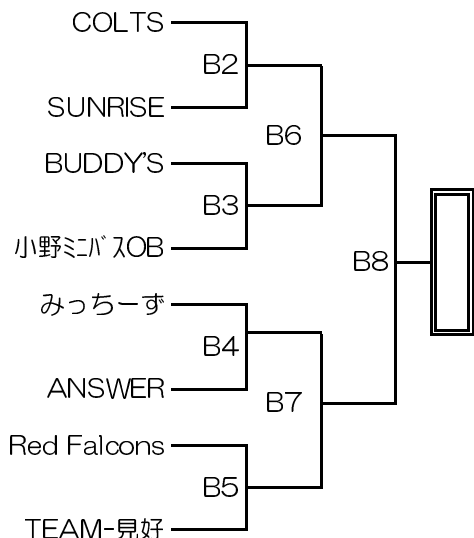 COLTS
B2
SUNRISE
B6
BUDDY'S
B3
小野ﾐﾆﾊﾞｽOB
B8
みっちーず
B4
ANSWER
B7
Red Falcons
B5
TEAM-見好